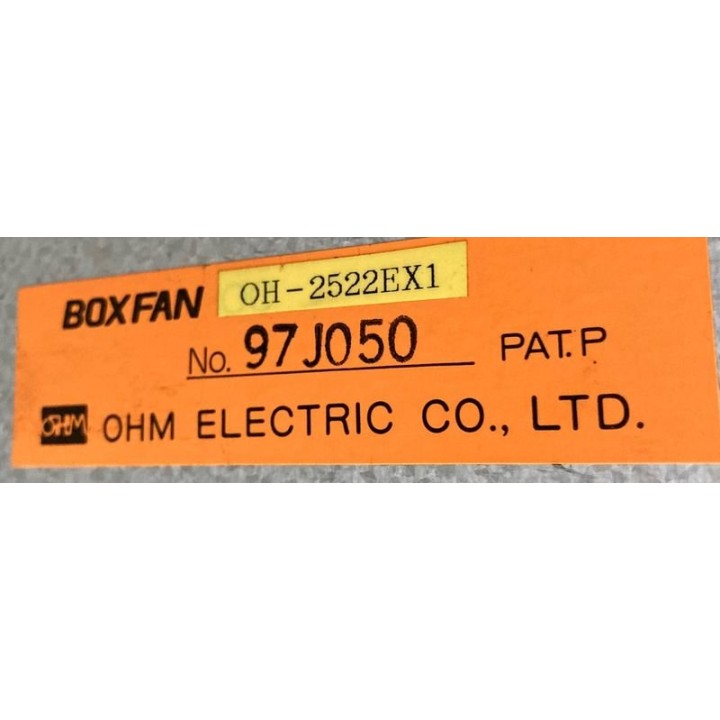 BOXFAN OH-2522EX1
No. 97J050 PAT.P
OHM OHM ELECTRIC CO., LTD.